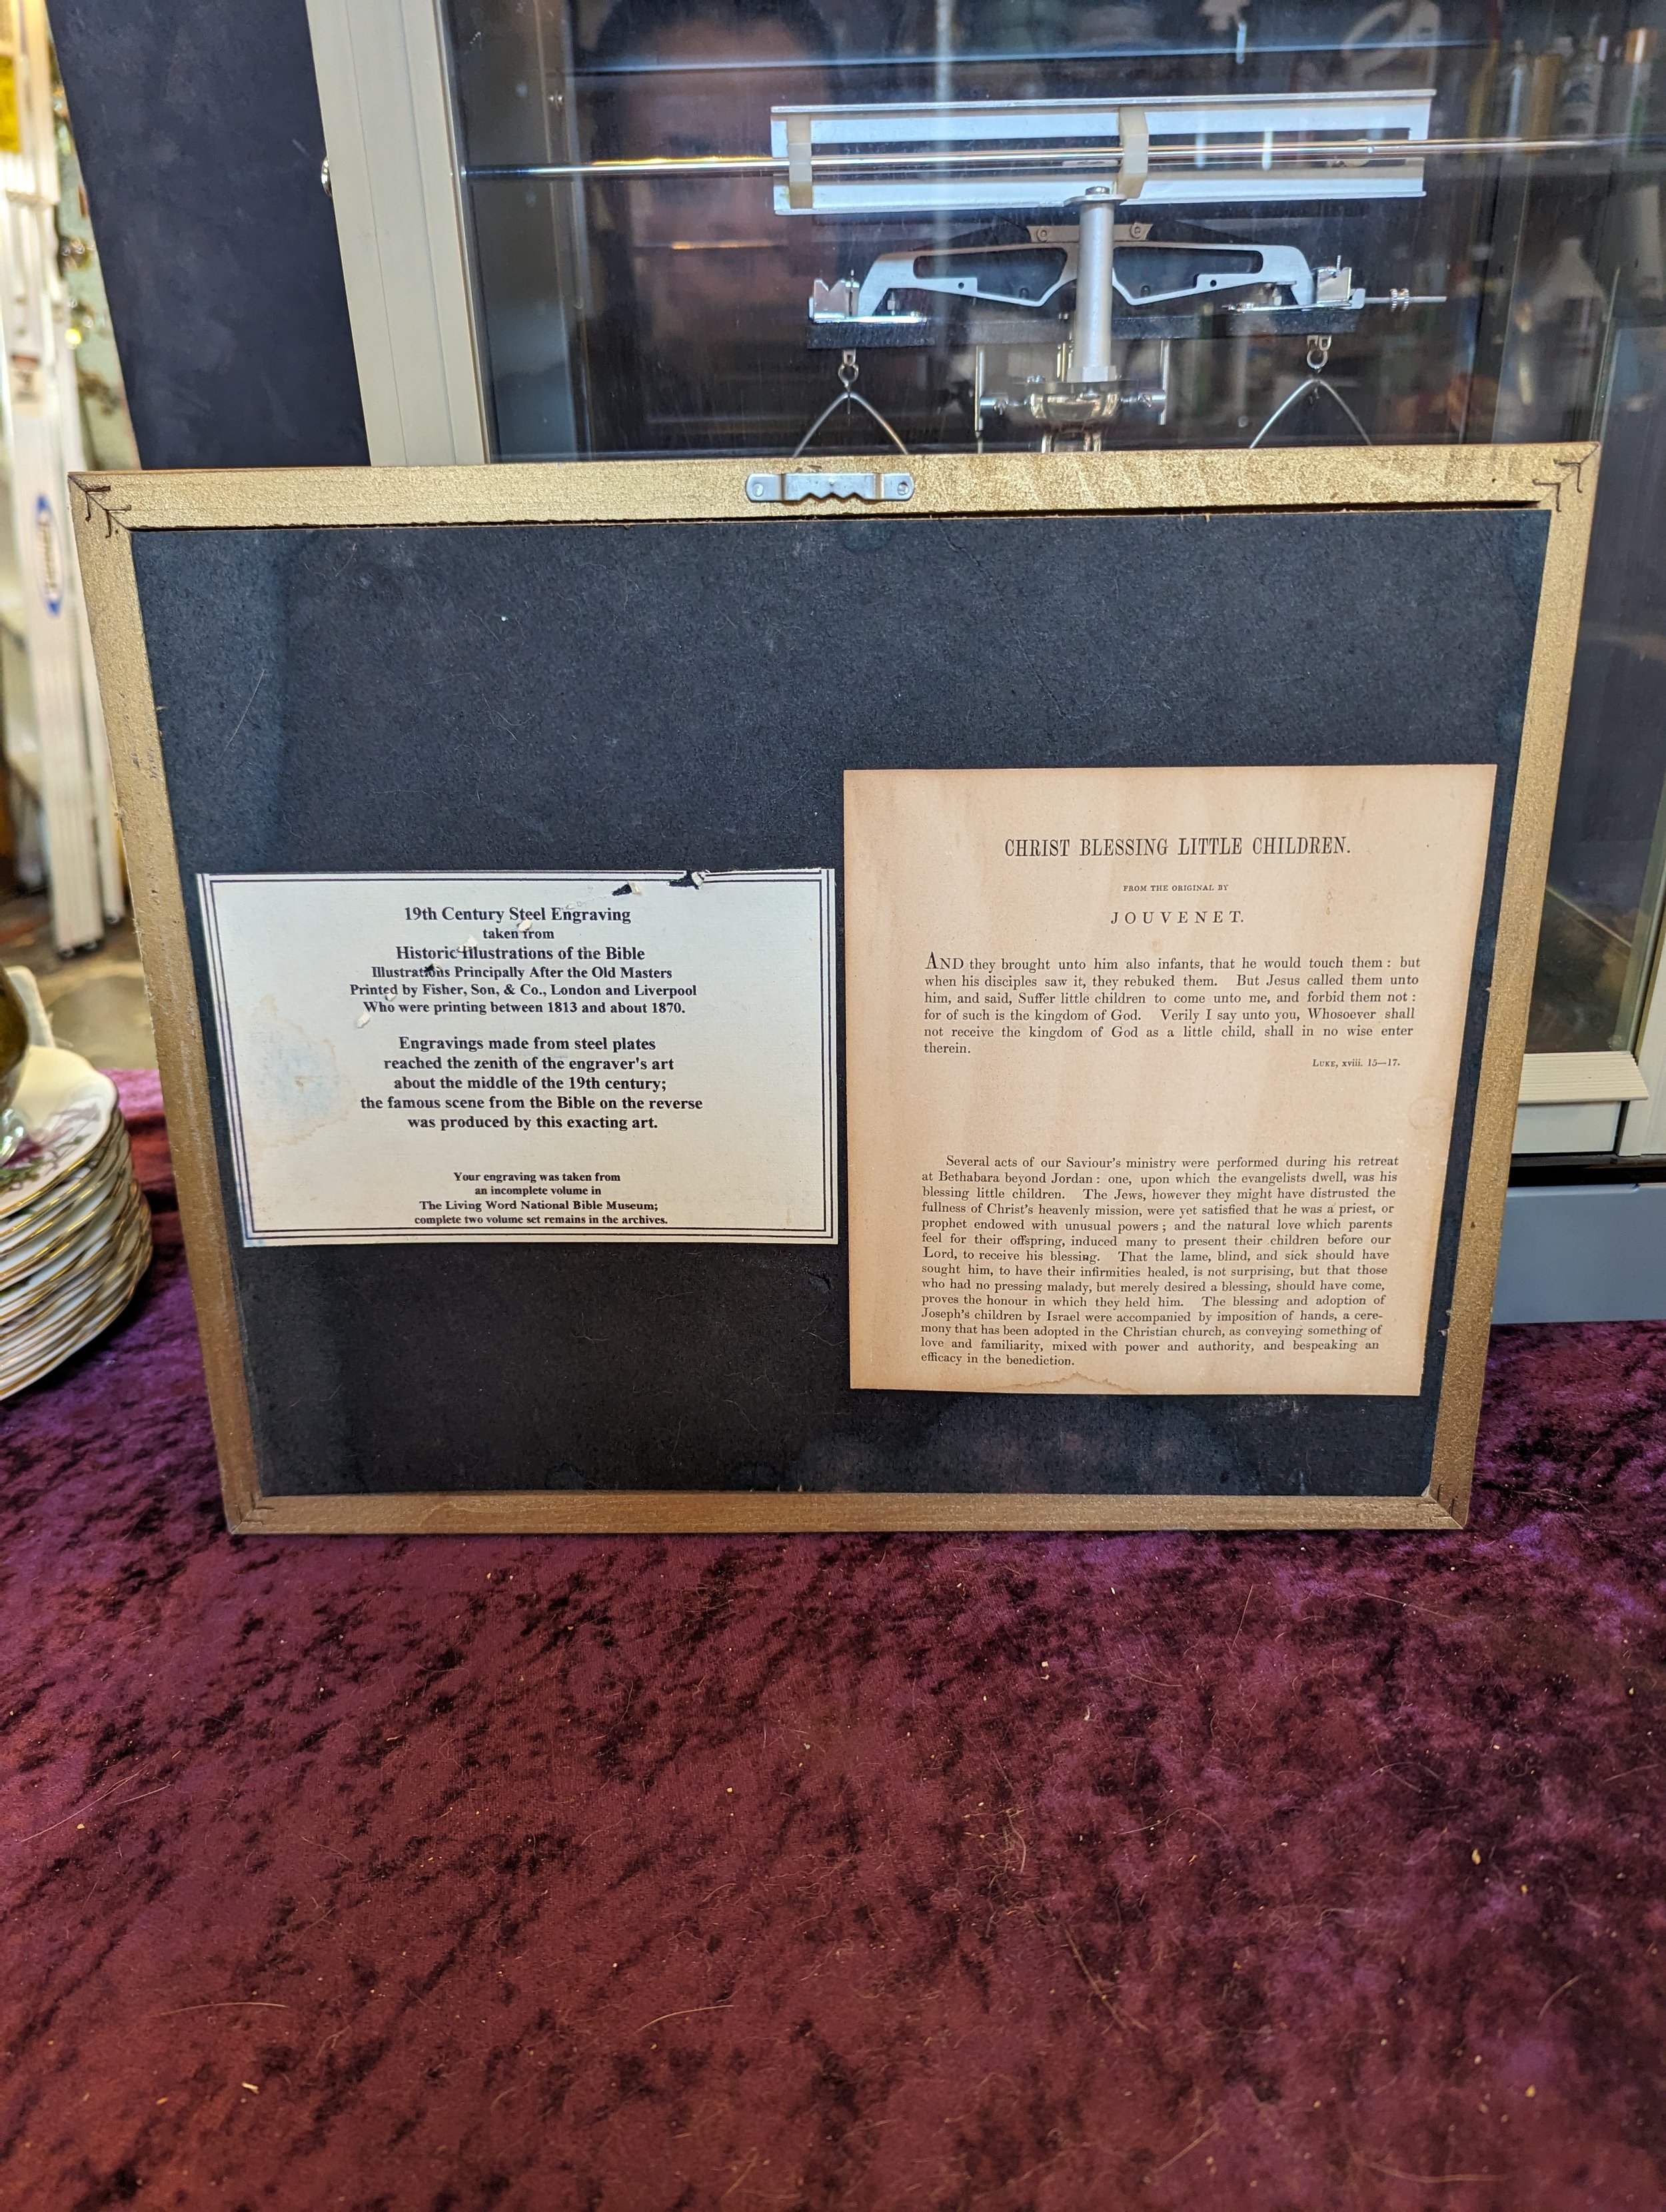 19th Century Steel Engraving
taken from
Historic Illustrations of the Bible
Illustrations Principally After the Old Masters
Printed by Fisher, Son, & Co., London and Liverpool
Who were printing between 1813 and about 1870.
Engravings made from steel plates
reached the zenith of the engraver's art
about the middle of the 19th century;
the famous scene from the Bible on the reverse
was produced by this exacting art.
Your engraving was taken from
an incomplete volume in
The Living Word National Bible Museum;
complete two volume set remains in the archives.
CHRIST BLESSING LITTLE CHILDREN.
FROM THE ORIGINAL BY
JOUVENET.
AND they brought unto him also infants, that he would touch them : but
when his disciples saw it, they rebuked them. But Jesus called them unto
him, and said, Suffer little children to come unto me, and forbid them not :
for of such is the kingdom of God. Verily I say unto you, Whosoever shall
not receive the kingdom of God as a little child, shall in no wise enter
therein.
LUKE, xviii. 15—17.
Several acts of our Saviour's ministry were performed during his retreat
at Bethabara beyond Jordan : one, upon which the evangelists dwell, was his
blessing little children. The Jews, however they might have distrusted the
fullness of Christ's heavenly mission, were yet satisfied that he was a priest, or
prophet endowed with unusual powers ; and the natural love which parents
feel for their offspring, induced many to present their children before our
Lord, to receive his blessing. That the lame, blind, and sick should have
sought him, to have their infirmities healed, is not surprising, but that those
who had no pressing malady, but merely desired a blessing, should have come,
proves the honour in which they held him. The blessing and adoption of
Joseph's children by Israel were accompanied by imposition of hands, a cere-
mony that has been adopted in the Christian church, as conveying something of
love and familiarity, mixed with power and authority, and bespeaking an
efficacy in the benediction.